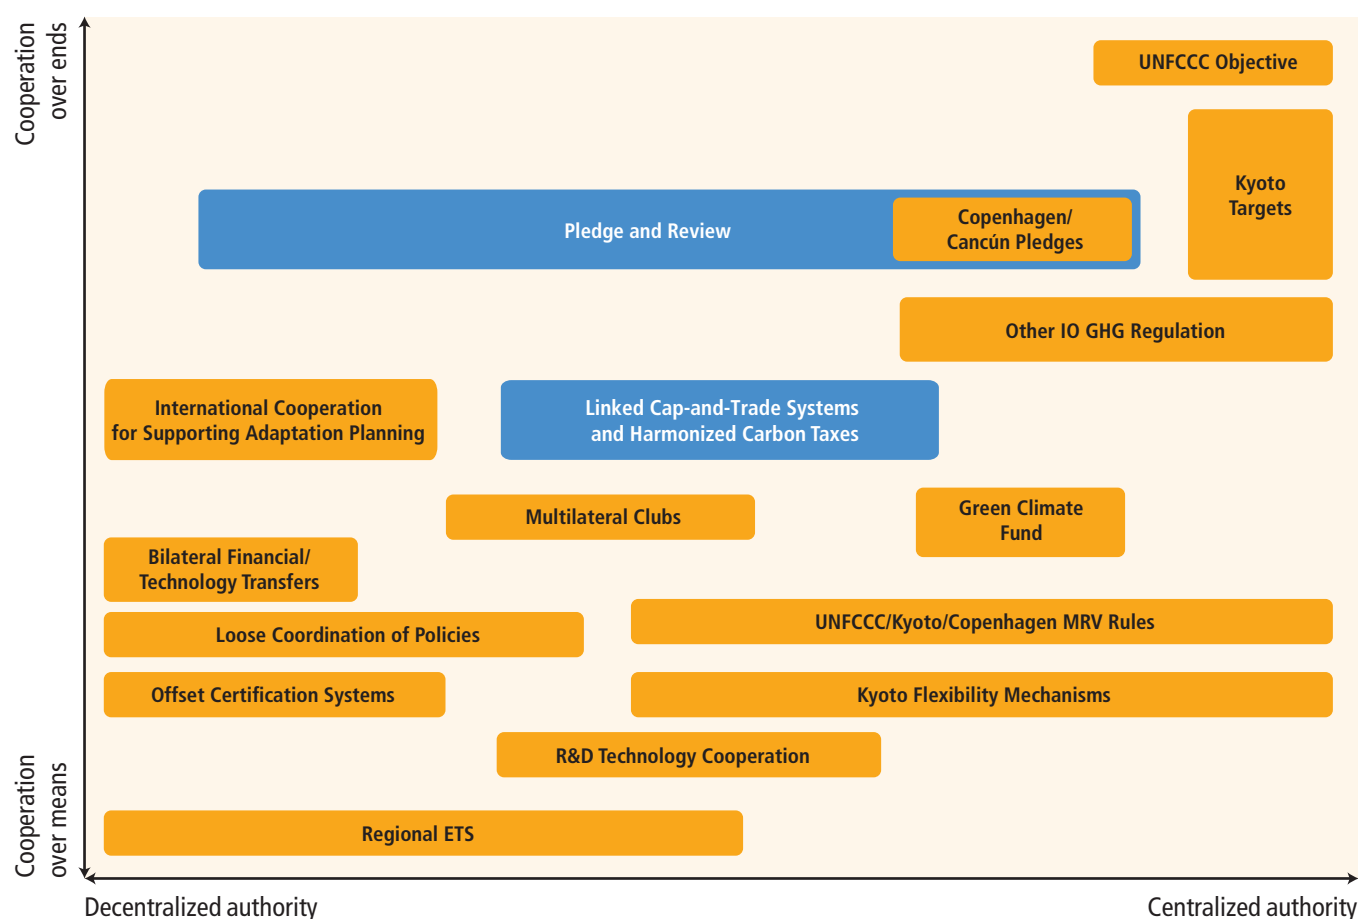 Cooperation
over ends
UNFCCC Objective
Kyoto
Targets
Pledge and Review
Copenhagen/
Cancún Pledges
Other IO GHG Regulation
International Cooperation
for Supporting Adaptation Planning
Linked Cap-and-Trade Systems
and Harmonized Carbon Taxes
Multilateral Clubs
Green Climate
Fund
Bilateral Financial/
Technology Transfers
Loose Coordination of Policies
UNFCCC/Kyoto/Copenhagen MRV Rules
Offset Certification Systems
Kyoto Flexibility Mechanisms
R&D Technology Cooperation
Cooperation
over means
Regional ETS
Decentralized authority
Centralized authority